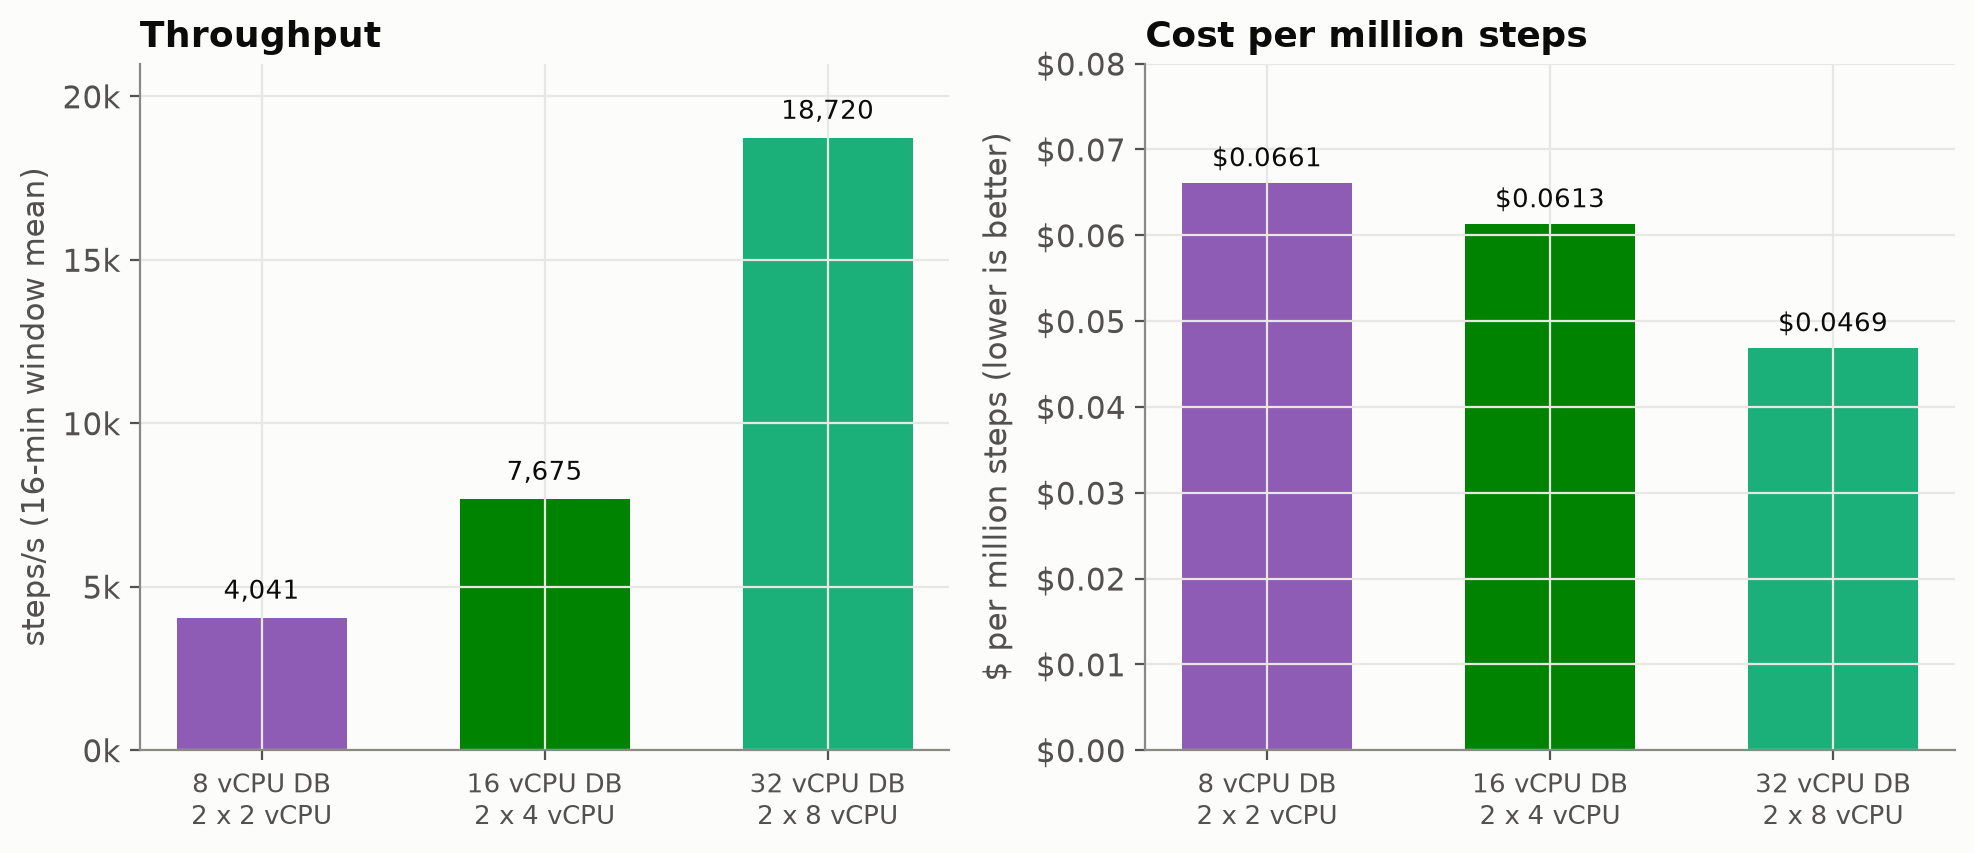 Throughput
steps/s (16-min window mean)
20k
15k
10k
5k
0k
4,041
7,675
18,720
8 vCPU DB
2 x 2 vCPU
16 vCPU DB
2 x 4 vCPU
32 vCPU DB
2 x 8 vCPU
Cost per million steps
$ per million steps (lower is better)
$0.08
$0.07
$0.06
$0.05
$0.04
$0.03
$0.02
$0.01
$0.00
$0.0661
$0.0613
$0.0469
8 vCPU DB
2 x 2 vCPU
16 vCPU DB
2 x 4 vCPU
32 vCPU DB
2 x 8 vCPU